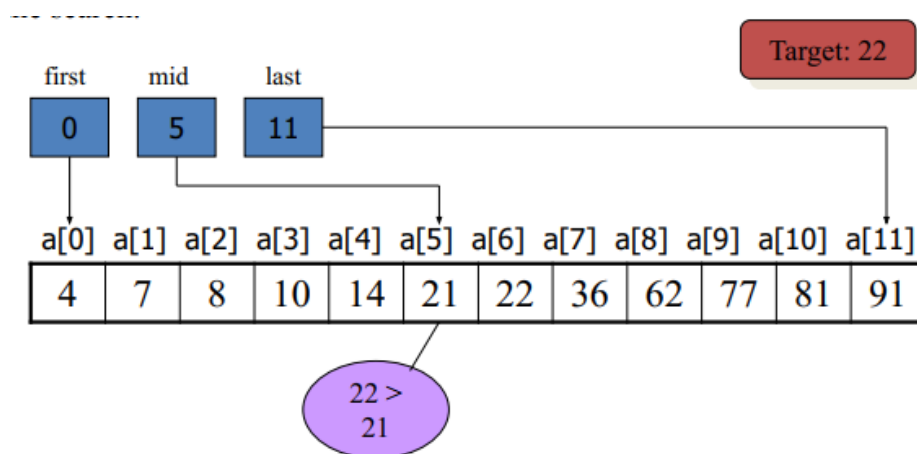 Target: 22
first mid last
0 5 11
a[0] a[1] a[2] a[3] a[4] a[5] a[6] a[7] a[8] a[9] a[10] a[11]
4 7 8 10 14 21 22 36 62 77 81 91
22 >
21